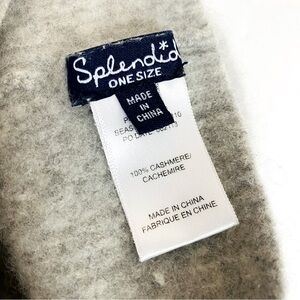 Splendid
ONE SIZE
MADE
IN
CHINA
100% CASHMERE/
CACHEMIRE
MADE IN CHINA
FABRIQUE EN CHINE